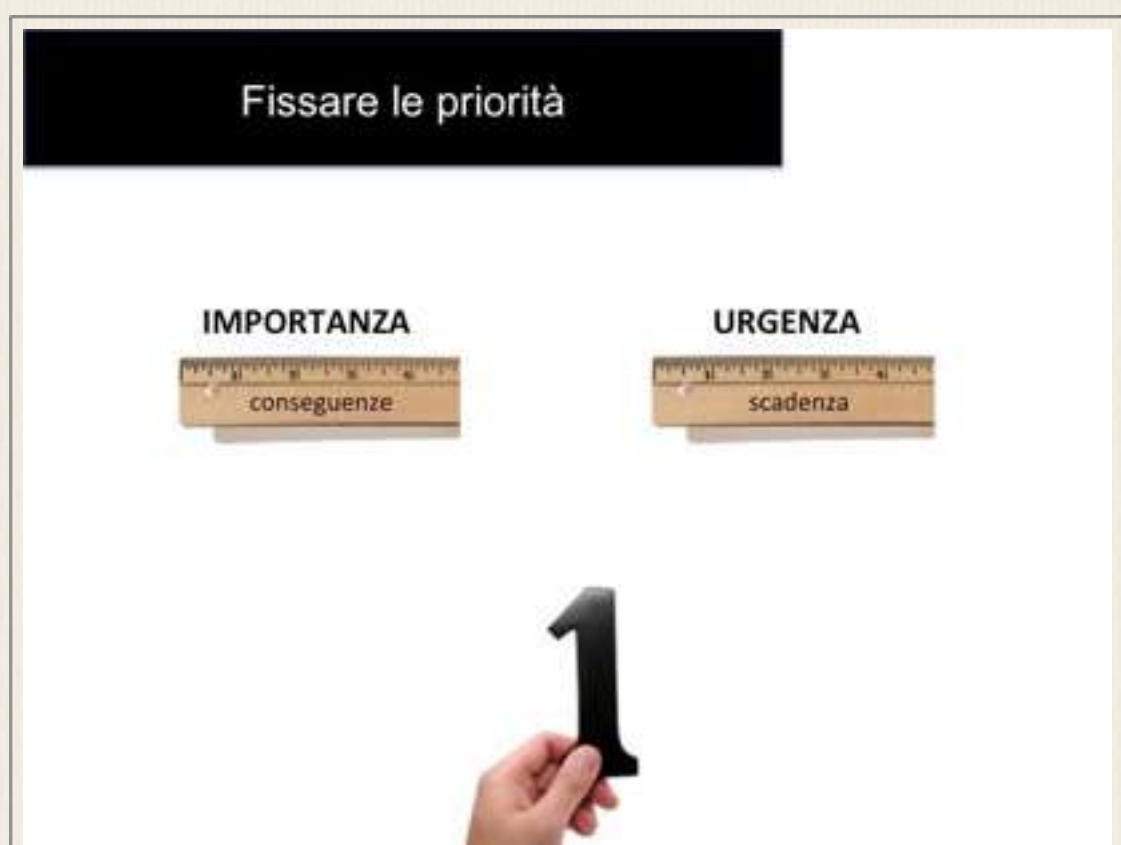 Fissare le priorità
IMPORTANZA
URGENZA
conseguenze
scadenza
1